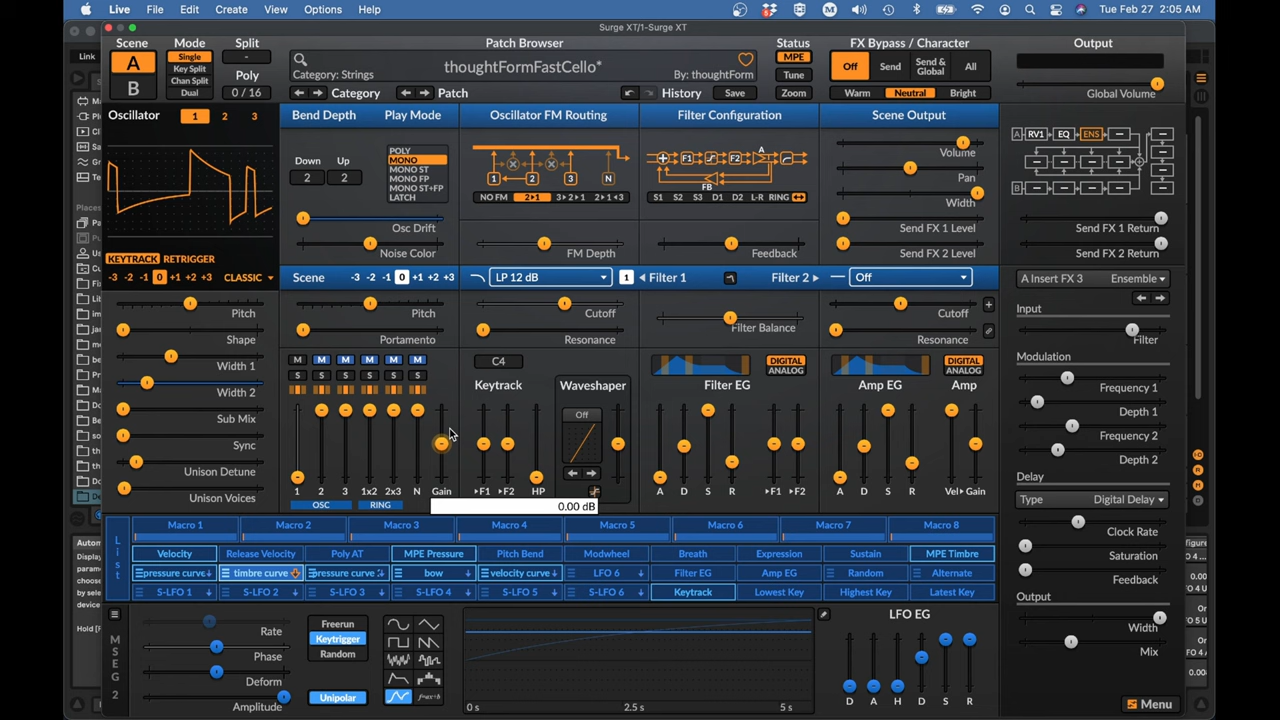 Live File Edit Create View Options Help Tue Feb 27 2:05 AM
Surge XT/1-Surge XT
Link
Scene Mode Split Patch Browser Status FX Bypass / Character Output
A Single - MPE Off Send Send & Global All
Key Split thoughtFormFastCello*
B Chan Split Poly Category: Strings By: thoughtForm Tune
Dual 0 / 16 Category Patch History Save Zoom Warm Neutral Bright Global Volume
Oscillator 1 2 3 Bend Depth Play Mode Oscillator FM Routing Filter Configuration Scene Output
A RV1 EQ ENS - -
Down Up POLY
2 2 MONO
MONO ST
MONO FP
MONO ST+FP
LATCH
1 2 3 N
NO FM 2>1 3>2>1 2>1<3
F1 F2 A
FB
S1 S2 S3 D1 D2 L-R RING
Volume
Pan
Width
B - - - -
Osc Drift Send FX 1 Level Send FX 1 Return
Noise Color FM Depth Feedback Send FX 2 Level Send FX 2 Return
KEYTRACK RETRIGGER
-3 -2 -1 0 +1 +2 +3 CLASSIC Scene -3 -2 -1 0 +1 +2 +3 LP 12 dB 1 Filter 1 Filter 2 Off A Insert FX 3 Ensemble
Pitch Pitch Cutoff Filter Balance Cutoff Input
Shape Portamento Resonance Resonance Filter
Width 1 M M M M M M C4 DIGITAL DIGITAL Modulation
S S S S S S ANALOG ANALOG
Width 2 Keytrack Waveshaper Filter EG Amp EG Amp Frequency 1
Sub Mix Off Depth 1
Sync Frequency 2
Unison Detune Depth 2
Unison Voices 1 2 3 1x2 2x3 N Gain F1 F2 HP A D S R F1 F2 A D S R Vel Gain Delay
OSC RING 0.00 dB Type Digital Delay
Macro 1 Macro 2 Macro 3 Macro 4 Macro 5 Macro 6 Macro 7 Macro 8 Clock Rate
List Velocity Release Velocity Poly AT MPE Pressure Pitch Bend Modwheel Breath Expression Sustain MPE Timbre Saturation
pressure curve timbre curve pressure curve bow velocity curve LFO 6 Filter EG Amp EG Random Alternate Feedback
S-LFO 1 S-LFO 2 S-LFO 3 S-LFO 4 S-LFO 5 S-LFO 6 Keytrack Lowest Key Highest Key Latest Key Output
MSEG 2 Rate Freerun LFO EG Width
Phase Keytrigger Mix
Deform Random
Amplitude Unipolar 0 s 2.5 s 5 s D A H D S R Menu